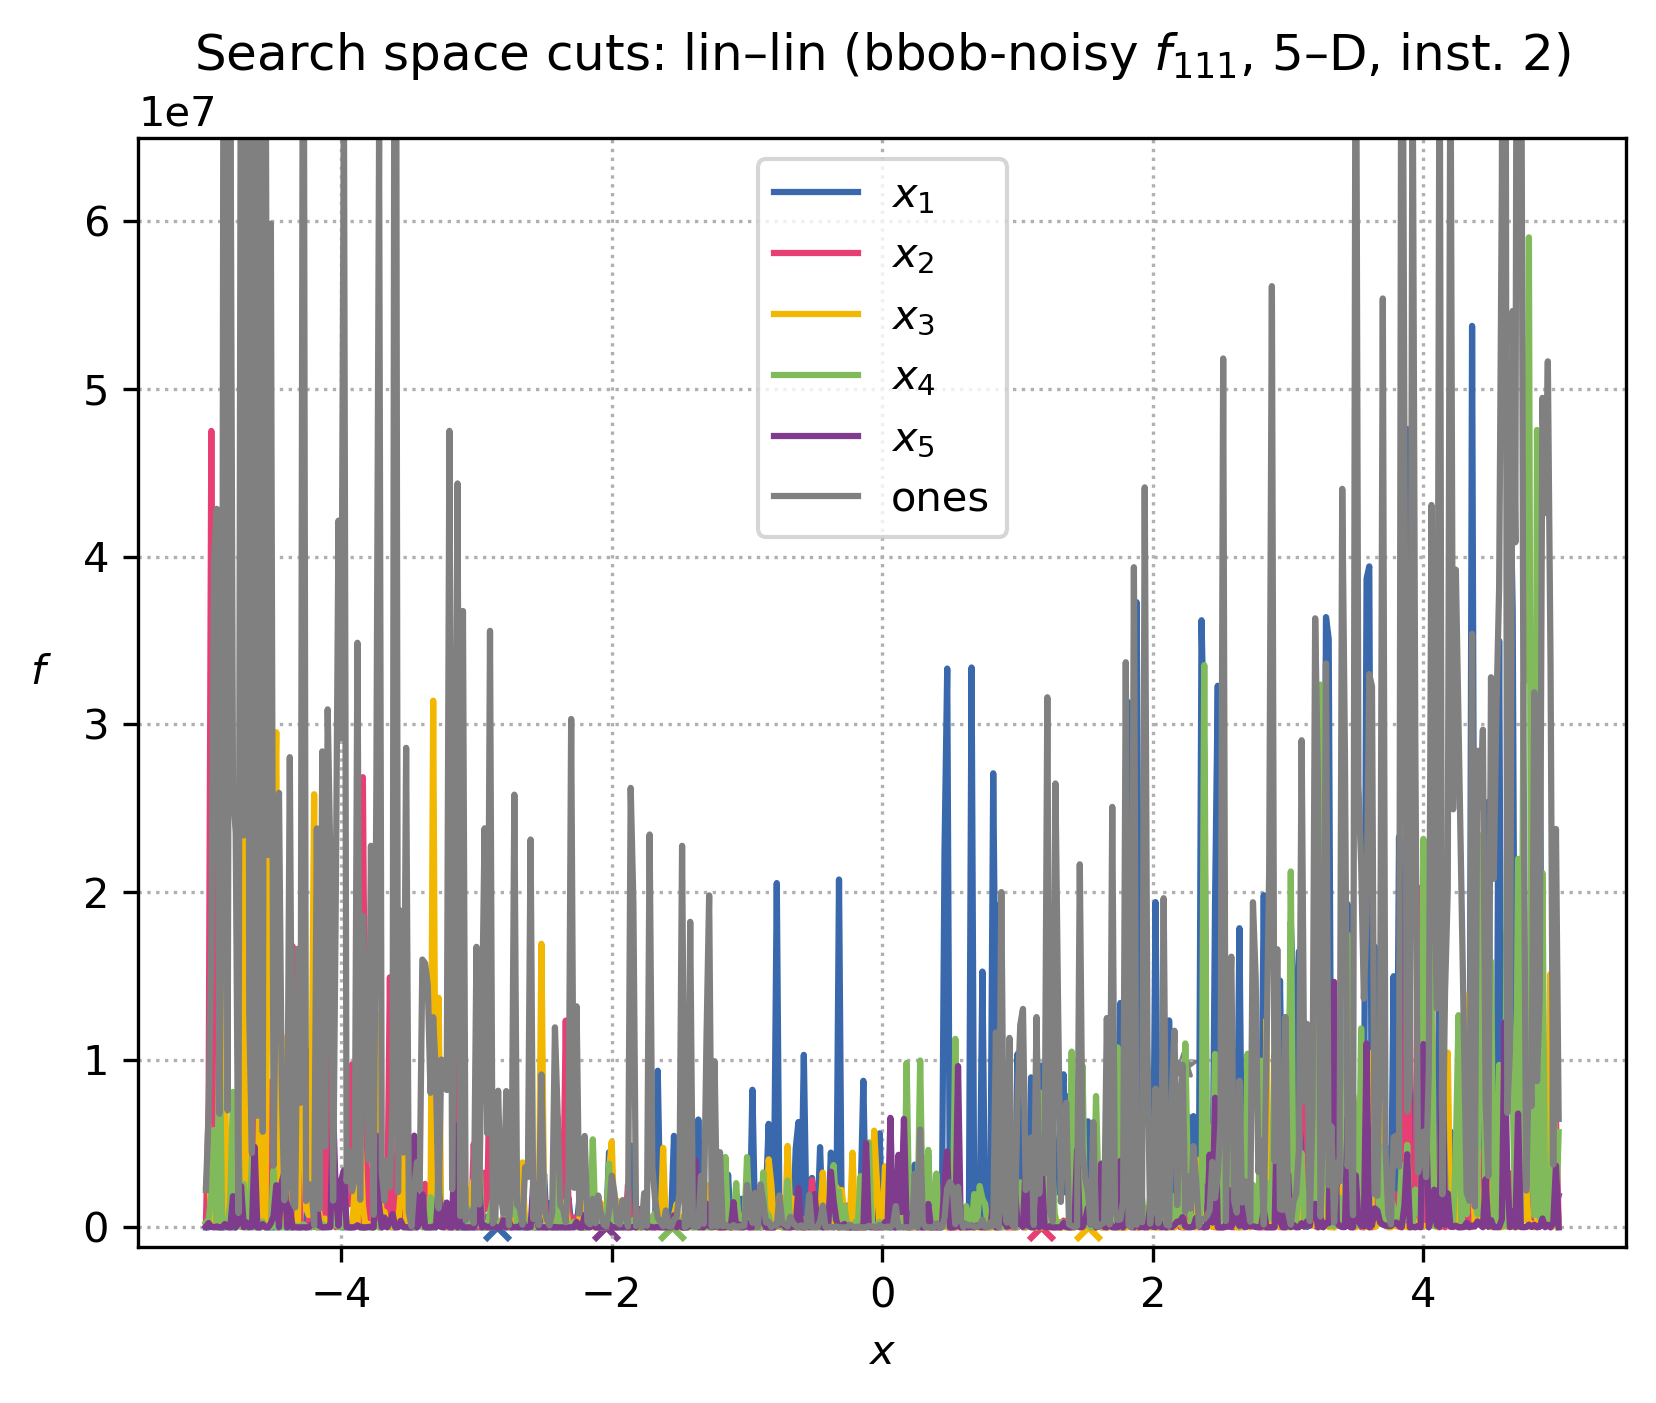 Search space cuts: lin–lin (bbob-noisy f₁₁₁, 5–D, inst. 2)
1e7
x₁
x₂
x₃
x₄
x₅
ones
6
5
4
3
2
1
0
f
−4
−2
0
2
4
x